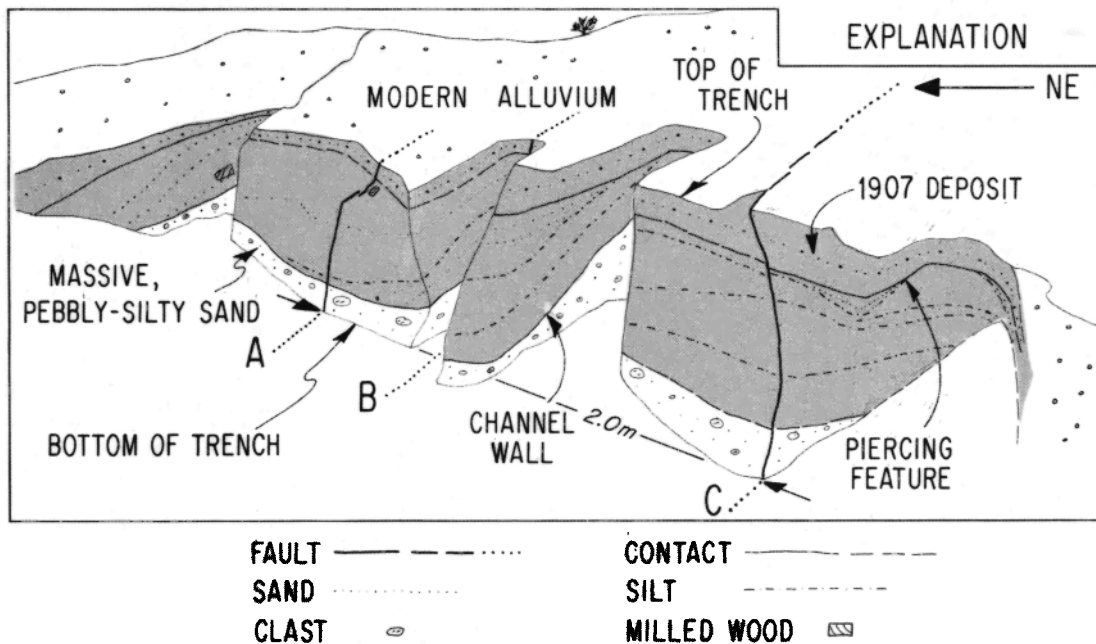 EXPLANATION
NE
TOP OF
TRENCH
MODERN ALLUVIUM
1907 DEPOSIT
MASSIVE,
PEBBLY-SILTY SAND
A
B
BOTTOM OF TRENCH
CHANNEL
WALL
2.0m
PIERCING
FEATURE
C
FAULT
CONTACT
SAND
SILT
CLAST
MILLED WOOD